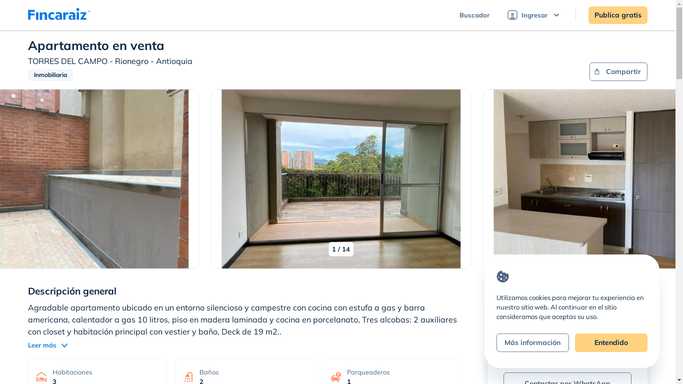 Fincaraiz
Buscador
Ingresar
Publica gratis
Apartamento en venta
TORRES DEL CAMPO - Rionegro - Antioquia
Inmobiliaria
Compartir
1 / 14
Descripción general
Agradable apartamento ubicado en un entorno silencioso y campestre con cocina con estufa a gas y barra
americana, calentador a gas 10 litros, piso en madera laminada y cocina en porcelanato, Tres alcobas: 2 auxiliares
con closet y habitación principal con vestier y baño, Deck de 19 m2..
Leer más
Habitaciones
3
Baños
2
Parqueaderos
1
Utilizamos cookies para mejorar tu experiencia en
nuestro sitio web. Al continuar en el sitio
consideramos que aceptas su uso.
Más información
Entendido
Contactar por WhatsApp